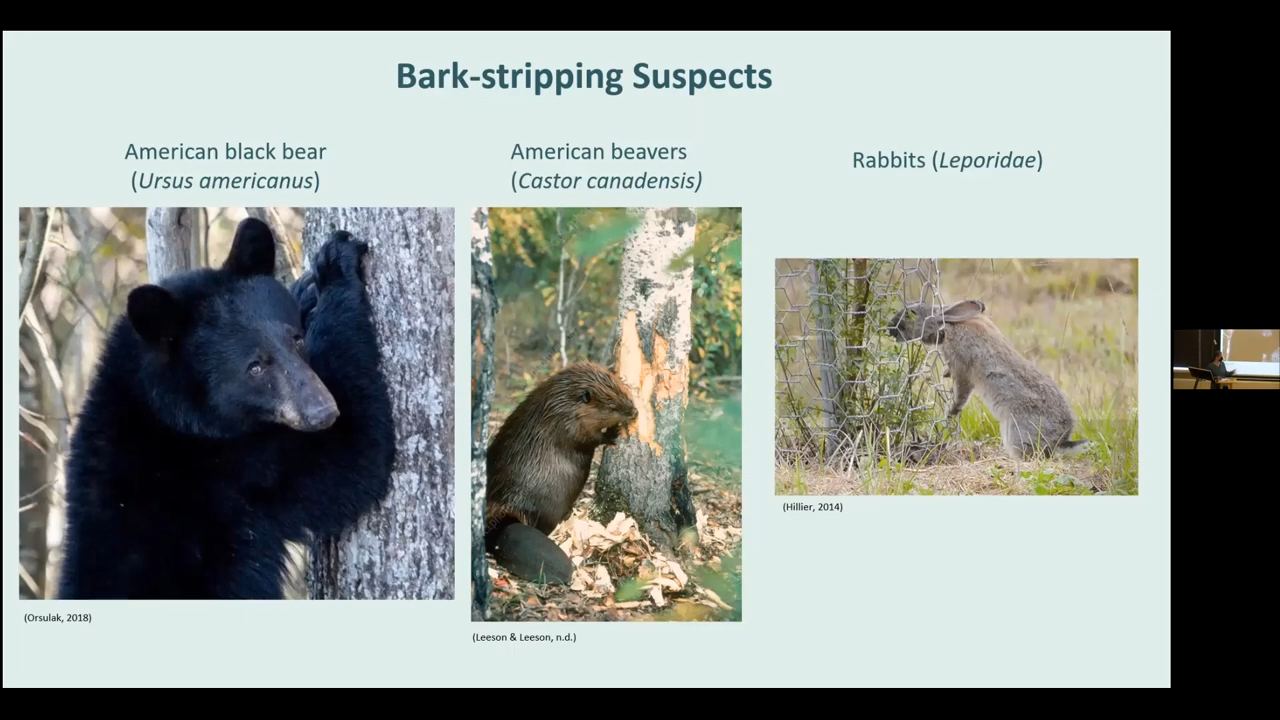 Bark-stripping Suspects
American black bear
(Ursus americanus)
American beavers
(Castor canadensis)
Rabbits (Leporidae)
(Orsulak, 2018)
(Leeson & Leeson, n.d.)
(Hillier, 2014)